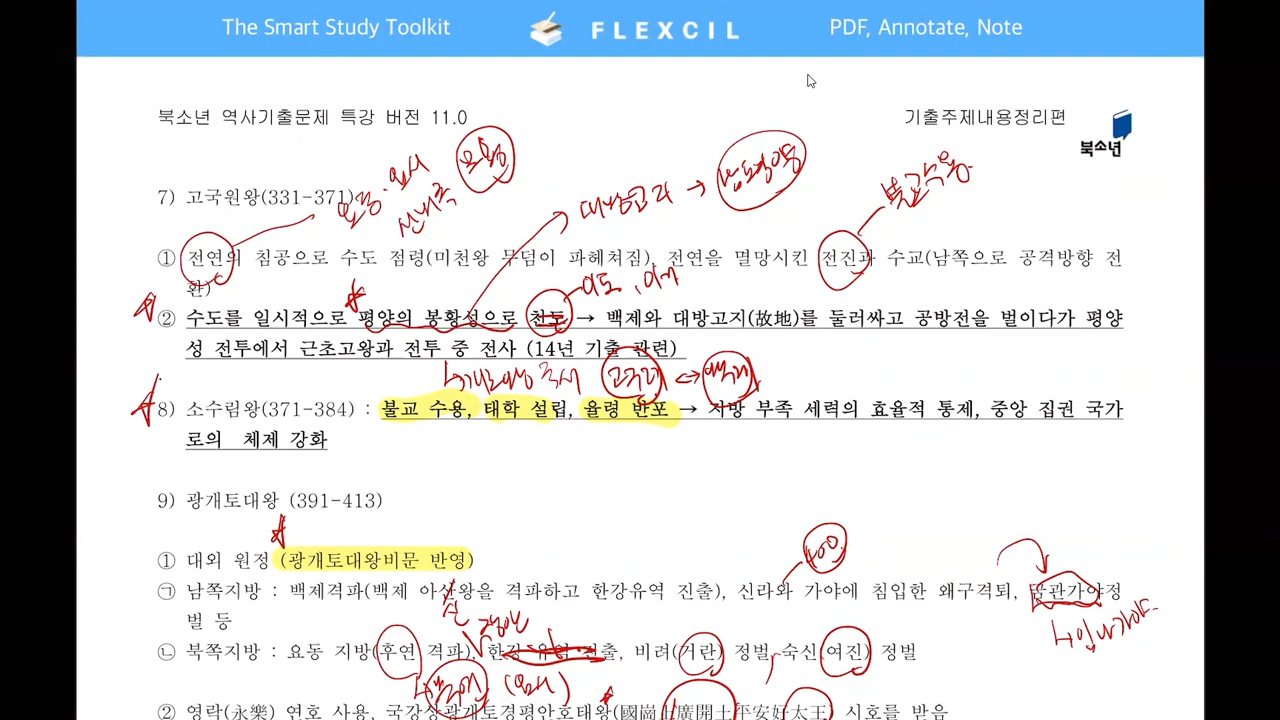 The Smart Study Toolkit FLEXCIL PDF, Annotate, Note
북소년 역사기출문제 특강 버전 11.0 기출주제내용정리편
북소년
7) 고국원왕(331-371)
대방고지 → 남진정책
불교수용
① 전연의 침공으로 수도 점령(미천왕 무덤이 파헤쳐짐), 전연을 멸망시킨 전진과 수교(남쪽으로 공격방향 전
환)
② 수도를 일시적으로 평양의 봉황성으로 천도 → 백제와 대방고지(故地)를 둘러싸고 공방전을 벌이다가 평양
성 전투에서 근초고왕과 전투 중 전사 (14년 기출 관련)
고구려 ↔ 백제
8) 소수림왕(371-384) : 불교 수용, 태학 설립, 율령 반포 → 지방 부족 세력의 효율적 통제, 중앙 집권 국가
로의 체제 강화
9) 광개토대왕 (391-413)
400
① 대외 원정 (광개토대왕비문 반영)
㉠ 남쪽지방 : 백제격파(백제 아산왕을 격파하고 한강유역 진출), 신라와 가야에 침입한 왜구격퇴, 금관가야정
벌 등
신
㉡ 북쪽지방 : 요동 지방(후연 격파), 한강 유역 진출, 비려(거란) 정벌, 숙신(여진) 정벌
② 영락(永樂) 연호 사용, 국강상광개토경평안호태왕(國崗上廣開土平安好太王) 시호를 받음